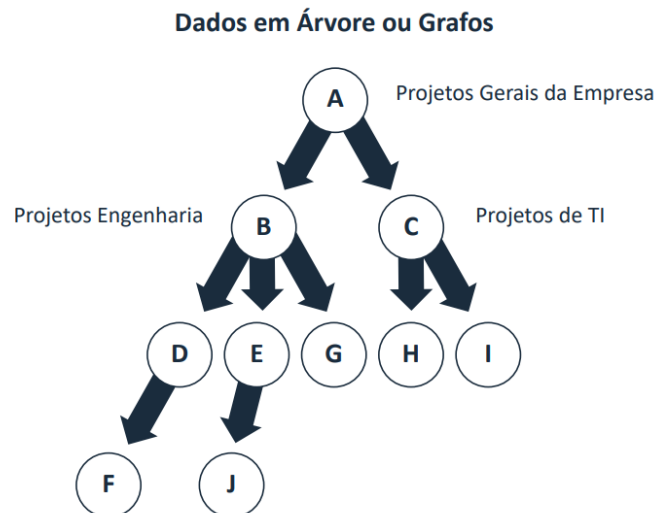 Dados em Árvore ou Grafos
A
Projetos Gerais da Empresa
Projetos Engenharia
B
C
Projetos de TI
D
E
G
H
I
F
J